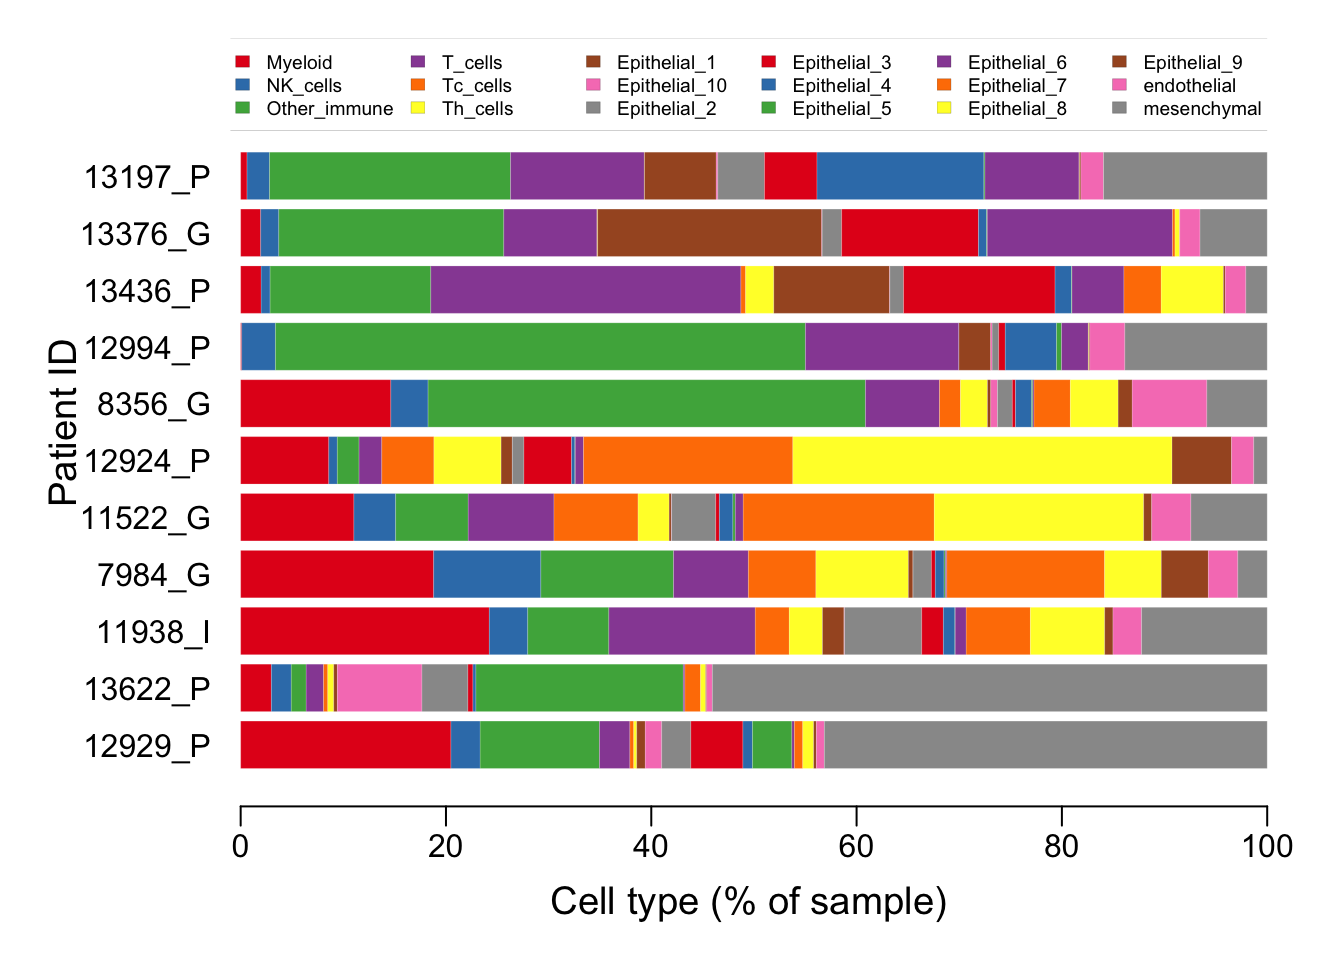 Myeloid T_cells Epithelial_1 Epithelial_3 Epithelial_6 Epithelial_9
NK_cells Tc_cells Epithelial_10 Epithelial_4 Epithelial_7 endothelial
Other_immune Th_cells Epithelial_2 Epithelial_5 Epithelial_8 mesenchymal
Patient ID
13197_P
13376_G
13436_P
12994_P
8356_G
12924_P
11522_G
7984_G
11938_I
13622_P
12929_P
0 20 40 60 80 100
Cell type (% of sample)